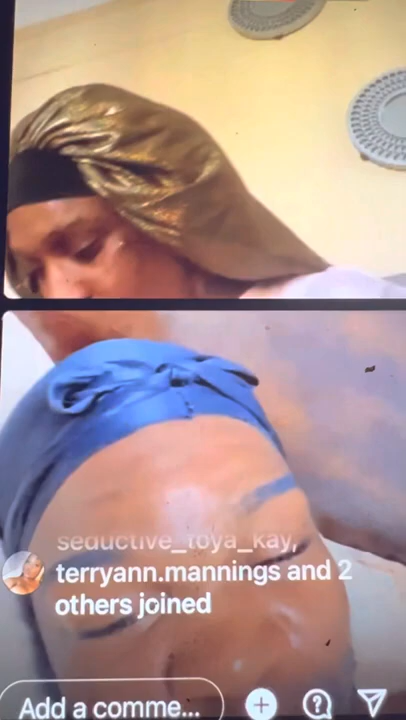 seductive_toya_kay,
terryann.mannings and 2
others joined
Add a comme...